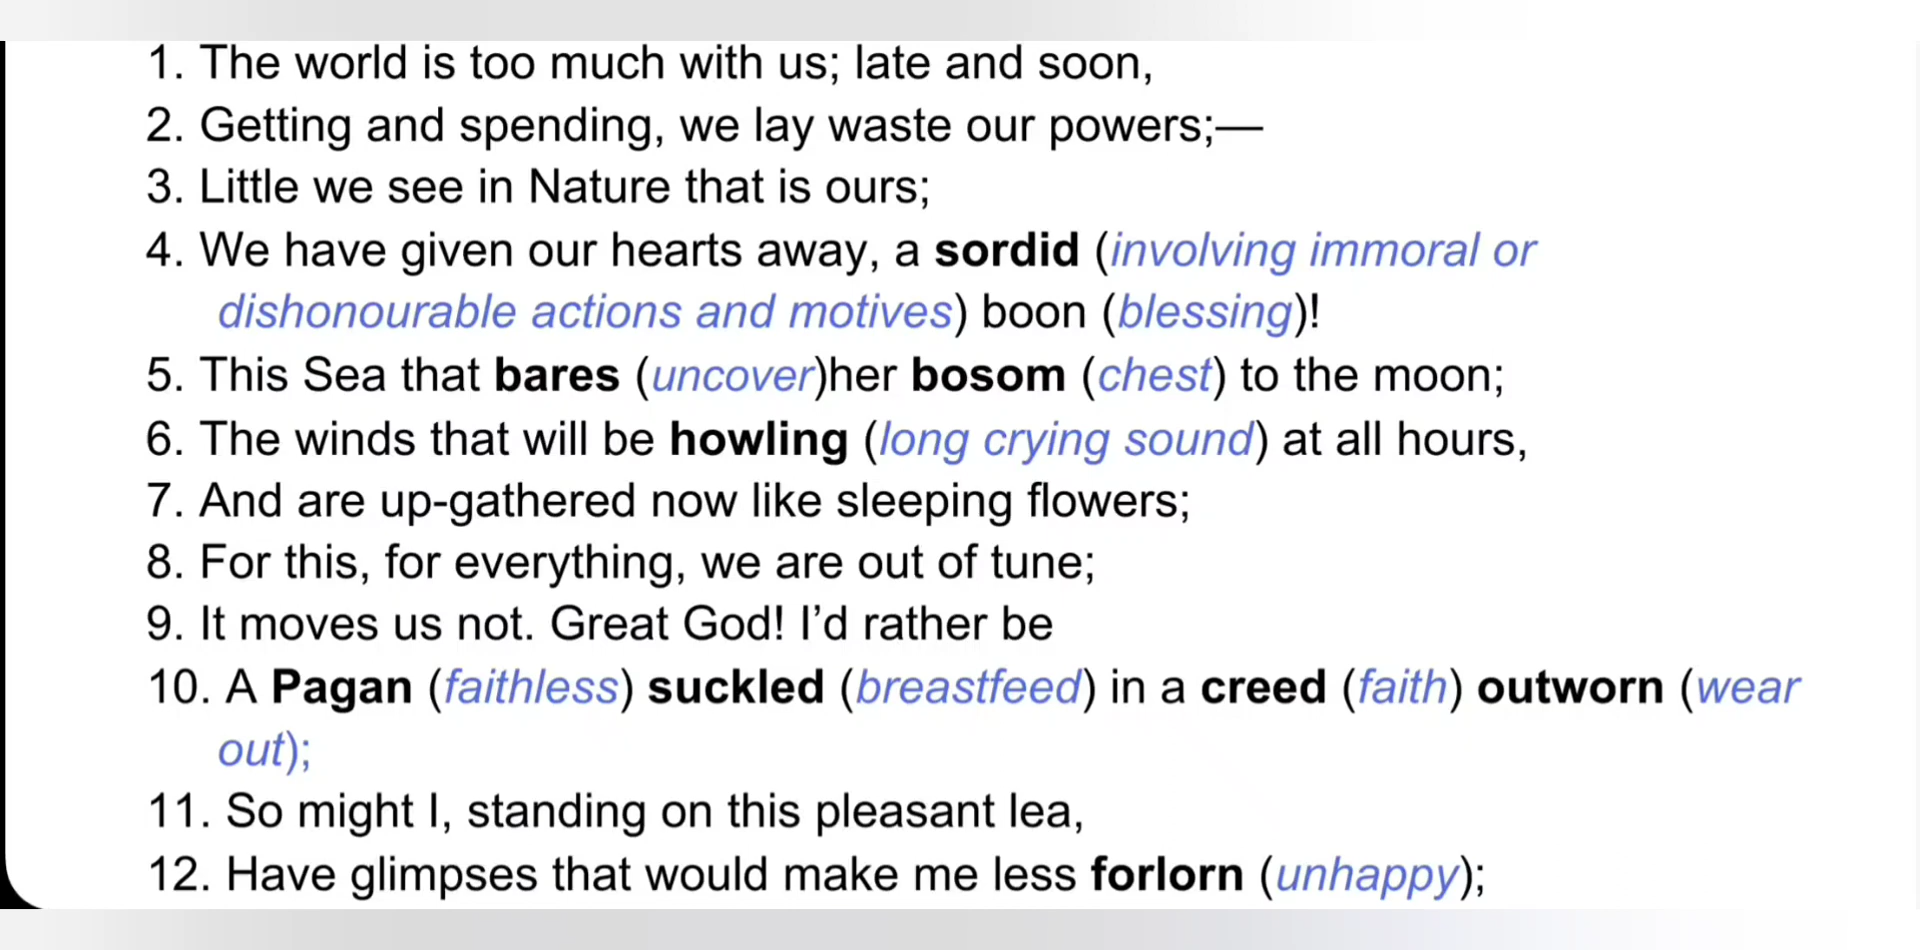 1. The world is too much with us; late and soon,
2. Getting and spending, we lay waste our powers;—
3. Little we see in Nature that is ours;
4. We have given our hearts away, a sordid (involving immoral or
dishonourable actions and motives) boon (blessing)!
5. This Sea that bares (uncover)her bosom (chest) to the moon;
6. The winds that will be howling (long crying sound) at all hours,
7. And are up-gathered now like sleeping flowers;
8. For this, for everything, we are out of tune;
9. It moves us not. Great God! I’d rather be
10. A Pagan (faithless) suckled (breastfeed) in a creed (faith) outworn (wear
out);
11. So might I, standing on this pleasant lea,
12. Have glimpses that would make me less forlorn (unhappy);